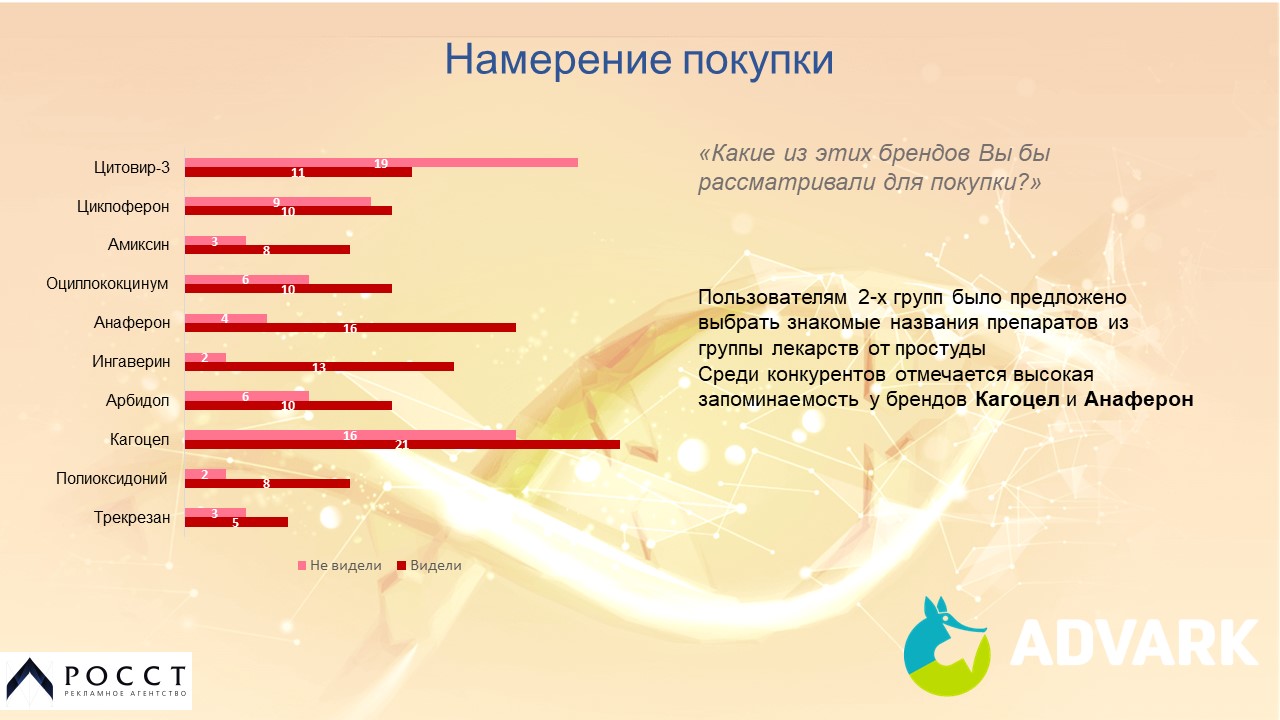 Намерение покупки
«Какие из этих брендов Вы бы
рассматривали для покупки?»
Цитовир-3
19
11
Циклоферон
9
10
Амиксин
3
8
Оциллококцинум
6
10
Анаферон
4
16
Ингаверин
2
13
Арбидол
6
10
Кагоцел
16
21
Полиоксидоний
2
8
Трекрезан
3
5
Не видели
Видели
Пользователям 2-х групп было предложено
выбрать знакомые названия препаратов из
группы лекарств от простуды
Среди конкурентов отмечается высокая
запоминаемость у брендов Кагоцел и Анаферон
РОССТ
РЕКЛАМНОЕ АГЕНТСТВО
ADVARK